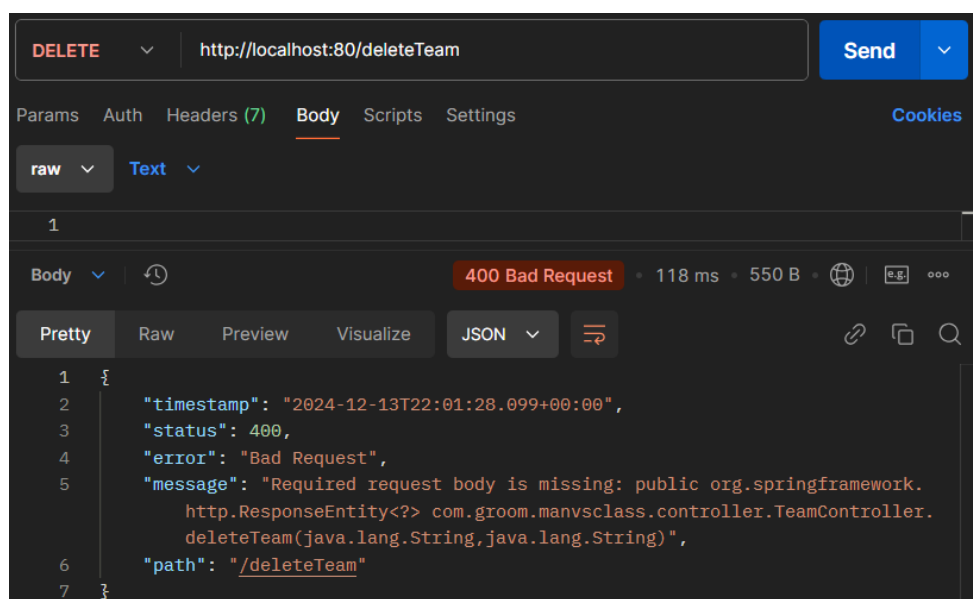 DELETE http://localhost:80/deleteTeam Send
Params Auth Headers (7) Body Scripts Settings Cookies
raw Text
1
Body 400 Bad Request 118 ms 550 B e.g.
Pretty Raw Preview Visualize JSON
1 {
2 "timestamp": "2024-12-13T22:01:28.099+00:00",
3 "status": 400,
4 "error": "Bad Request",
5 "message": "Required request body is missing: public org.springframework.
http.ResponseEntity<?> com.groom.manvsclass.controller.TeamController.
deleteTeam(java.lang.String,java.lang.String)",
6 "path": "/deleteTeam"
7 }